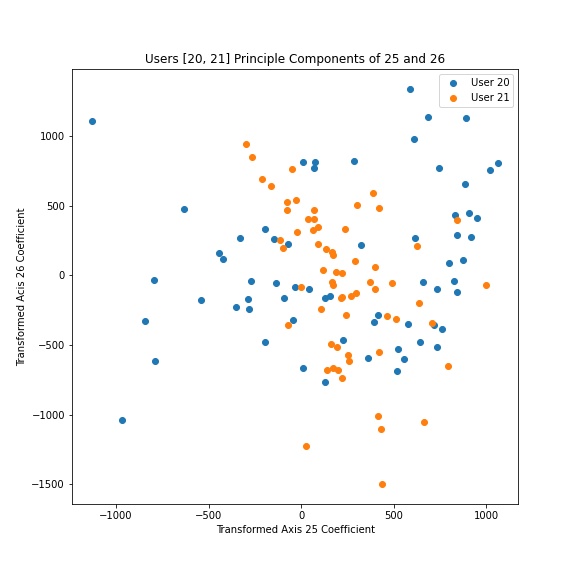 Users [20, 21] Principle Components of 25 and 26
User 20
User 21
Transformed Acis 26 Coefficient
1000
500
0
−500
−1000
−1500
−1000
−500
0
500
1000
Transformed Axis 25 Coefficient